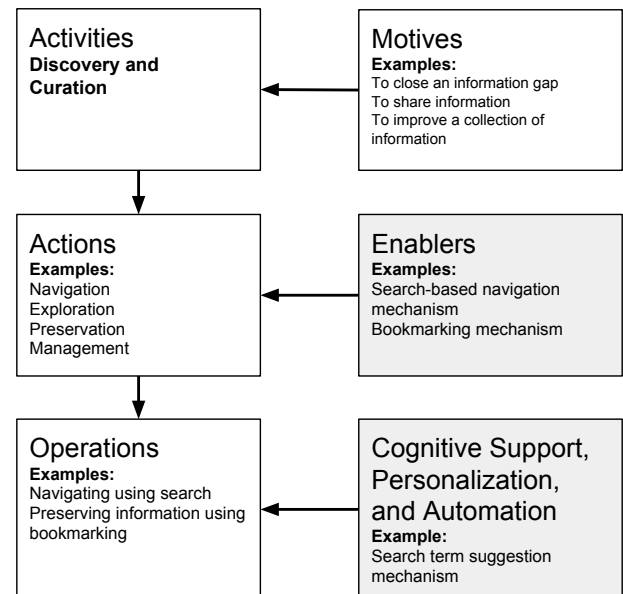 Activities
Discovery and
Curation
Motives
Examples:
To close an information gap
To share information
To improve a collection of
information
Actions
Examples:
Navigation
Exploration
Preservation
Management
Enablers
Examples:
Search-based navigation
mechanism
Bookmarking mechanism
Operations
Examples:
Navigating using search
Preserving information using
bookmarking
Cognitive Support,
Personalization,
and Automation
Example:
Search term suggestion
mechanism